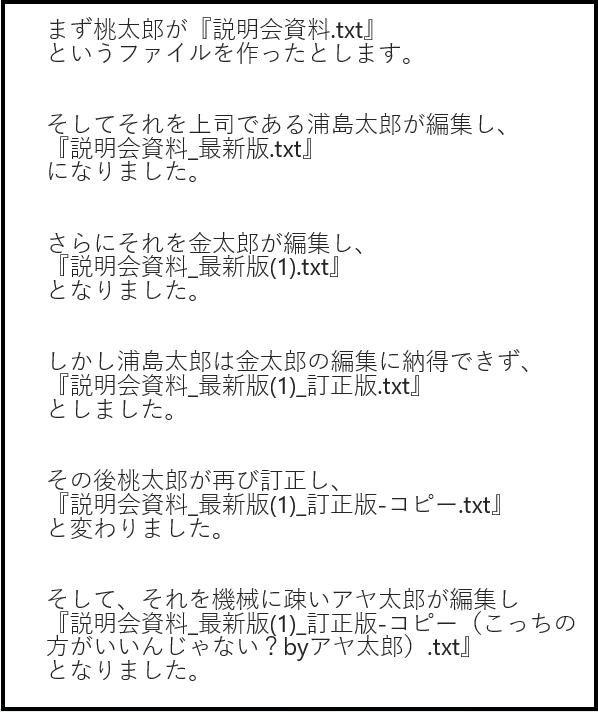 まず桃太郎が『説明会資料.txt』
というファイルを作ったとします。
そしてそれを上司である浦島太郎が編集し、
『説明会資料_最新版.txt』
になりました。
さらにそれを金太郎が編集し、
『説明会資料_最新版(1).txt』
となりました。
しかし浦島太郎は金太郎の編集に納得できず、
『説明会資料_最新版(1)_訂正版.txt』
としました。
その後桃太郎が再び訂正し、
『説明会資料_最新版(1)_訂正版-コピー.txt』
と変わりました。
そして、それを機械に疎いアヤ太郎が編集し
『説明会資料_最新版(1)_訂正版-コピー（こっちの
方がいいんじゃない？byアヤ太郎）.txt』
となりました。